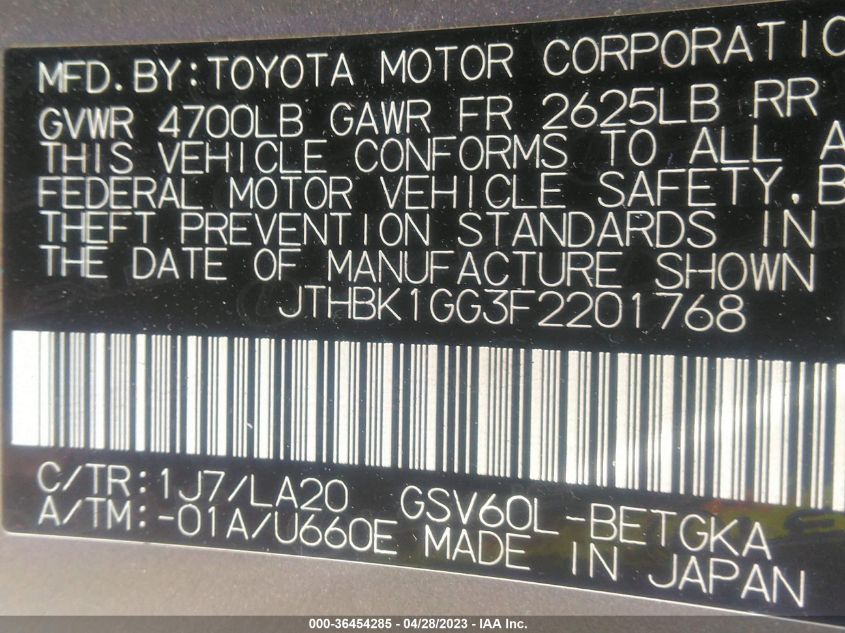 MFD.BY:TOYOTA MOTOR CORPORATIO
GVWR 4700LB GAWR FR 2625LB RR
THIS VEHICLE CONFORMS TO ALL A
FEDERAL MOTOR VEHICLE SAFETY,B
THEFT PREVENTION STANDARDS IN
THE DATE OF MANUFACTURE SHOWN
JTHBK1GG3F2201768
C/TR:1J7/LA20 GSV60L-BETGKA
A/TM:-01A/U660E MADE IN JAPAN
000-36454285 - 04/28/2023 - IAA Inc.